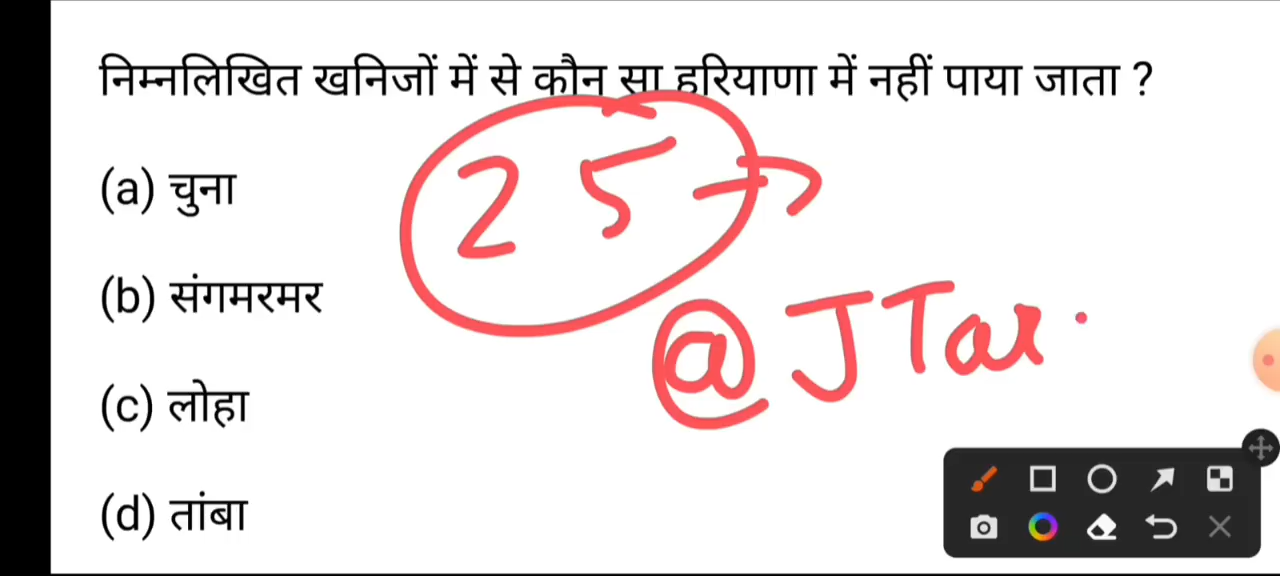 निम्नलिखित खनिजों में से कौन सा हरियाणा में नहीं पाया जाता ?
(a) चुना
25
(b) संगमरमर
@JTar
(c) लोहा
(d) तांबा